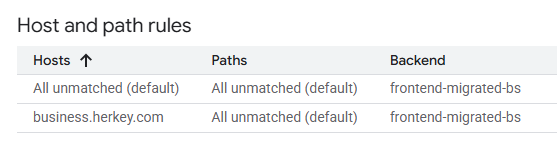 Host and path rules
Hosts Paths Backend
All unmatched (default) All unmatched (default) frontend-migrated-bs
business.herkey.com All unmatched (default) frontend-migrated-bs